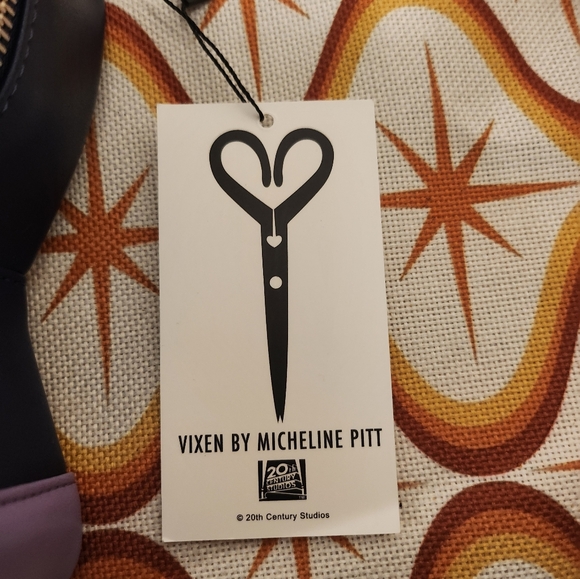 VIXEN BY MICHELINE PITT
20TH
CENTURY
STUDIOS
© 20th Century Studios